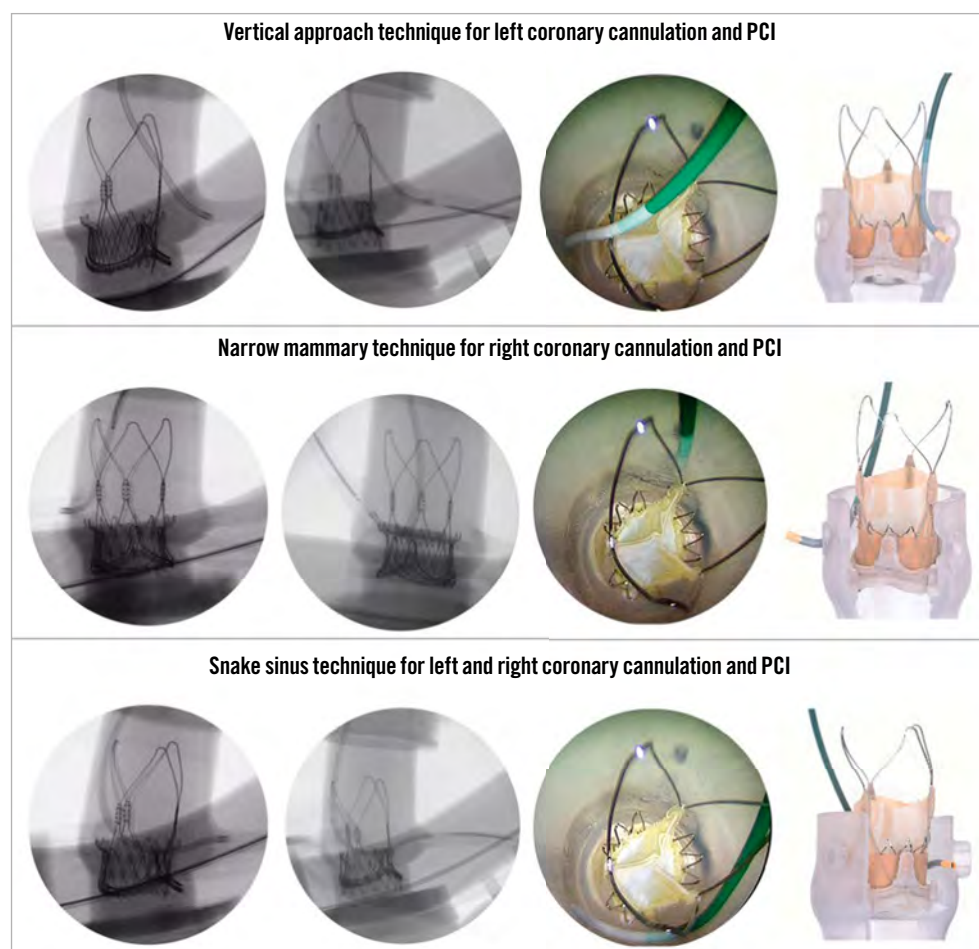 Vertical approach technique for left coronary cannulation and PCI
Narrow mammary technique for right coronary cannulation and PCI
Snake sinus technique for left and right coronary cannulation and PCI